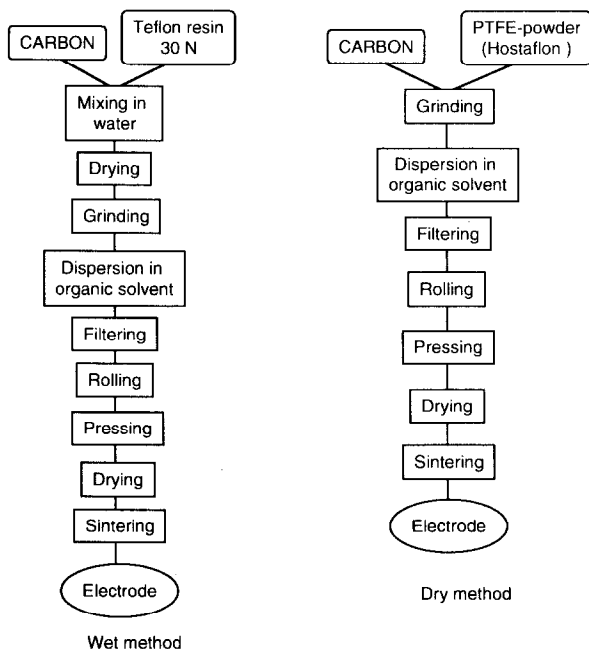 CARBON
Teflon resin
30 N
Mixing in
water
Drying
Grinding
Dispersion in
organic solvent
Filtering
Rolling
Pressing
Drying
Sintering
Electrode
Wet method
CARBON
PTFE-powder
(Hostaflon )
Grinding
Dispersion in
organic solvent
Filtering
Rolling
Pressing
Drying
Sintering
Electrode
Dry method